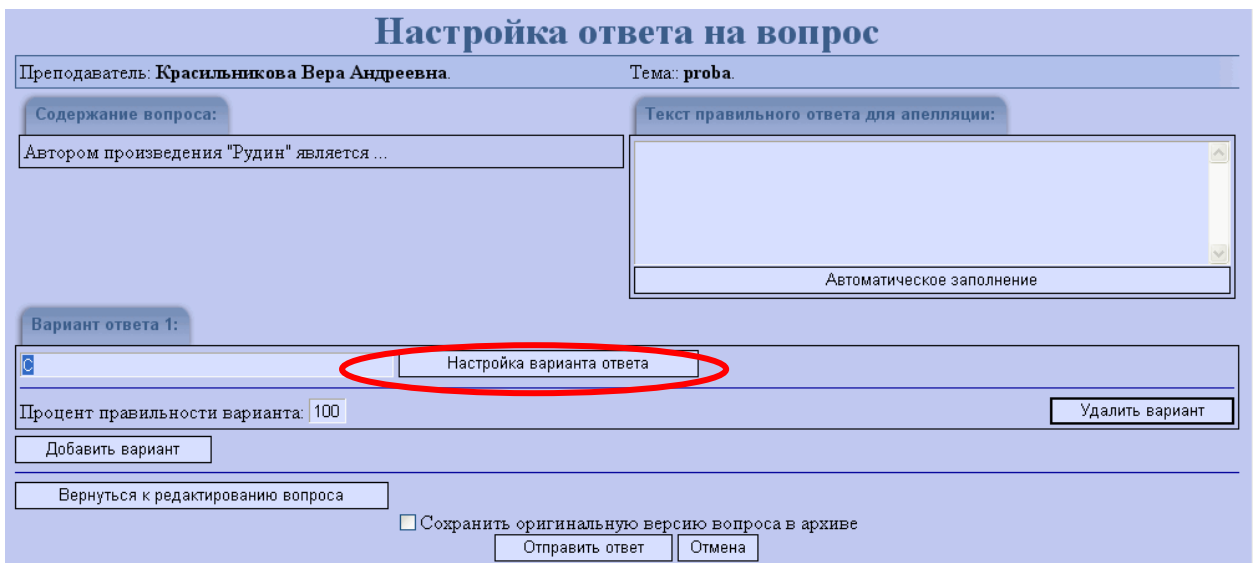 Настройка ответа на вопрос
Преподаватель: Красильникова Вера Андреевна.
Тема:: proba.
Содержание вопроса:
Текст правильного ответа для апелляции:
Автором произведения "Рудин" является ...
Автоматическое заполнение
Вариант ответа 1:
С
Настройка варианта ответа
Процент правильности варианта: 100
Удалить вариант
Добавить вариант
Вернуться к редактированию вопроса
Сохранить оригинальную версию вопроса в архиве
Отправить ответ
Отмена